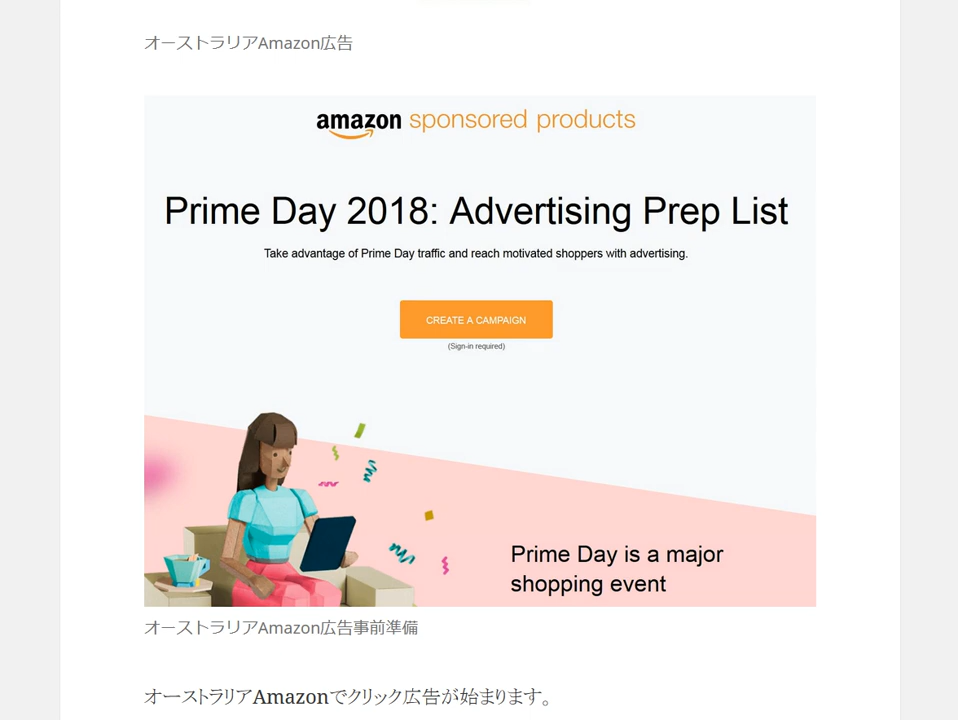 オーストラリアAmazon広告
amazon sponsored products
Prime Day 2018: Advertising Prep List
Take advantage of Prime Day traffic and reach motivated shoppers with advertising.
CREATE A CAMPAIGN
(Sign-in required)
Prime Day is a major
shopping event
オーストラリアAmazon広告事前準備
オーストラリアAmazonでクリック広告が始まります。